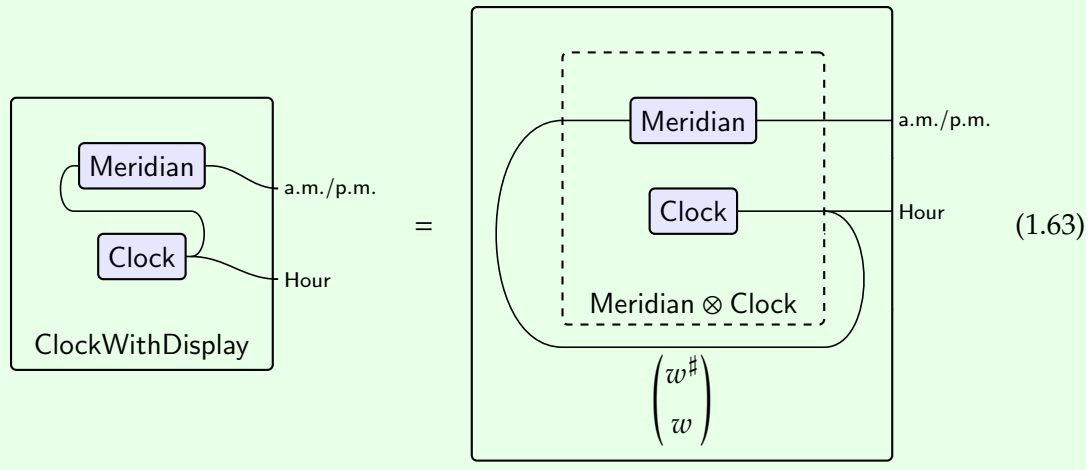 Meridian
a.m./p.m.
Clock
Hour
ClockWithDisplay
=
Meridian
a.m./p.m.
Clock
Hour
Meridian ⊗ Clock
(w♯
w)
(1.63)